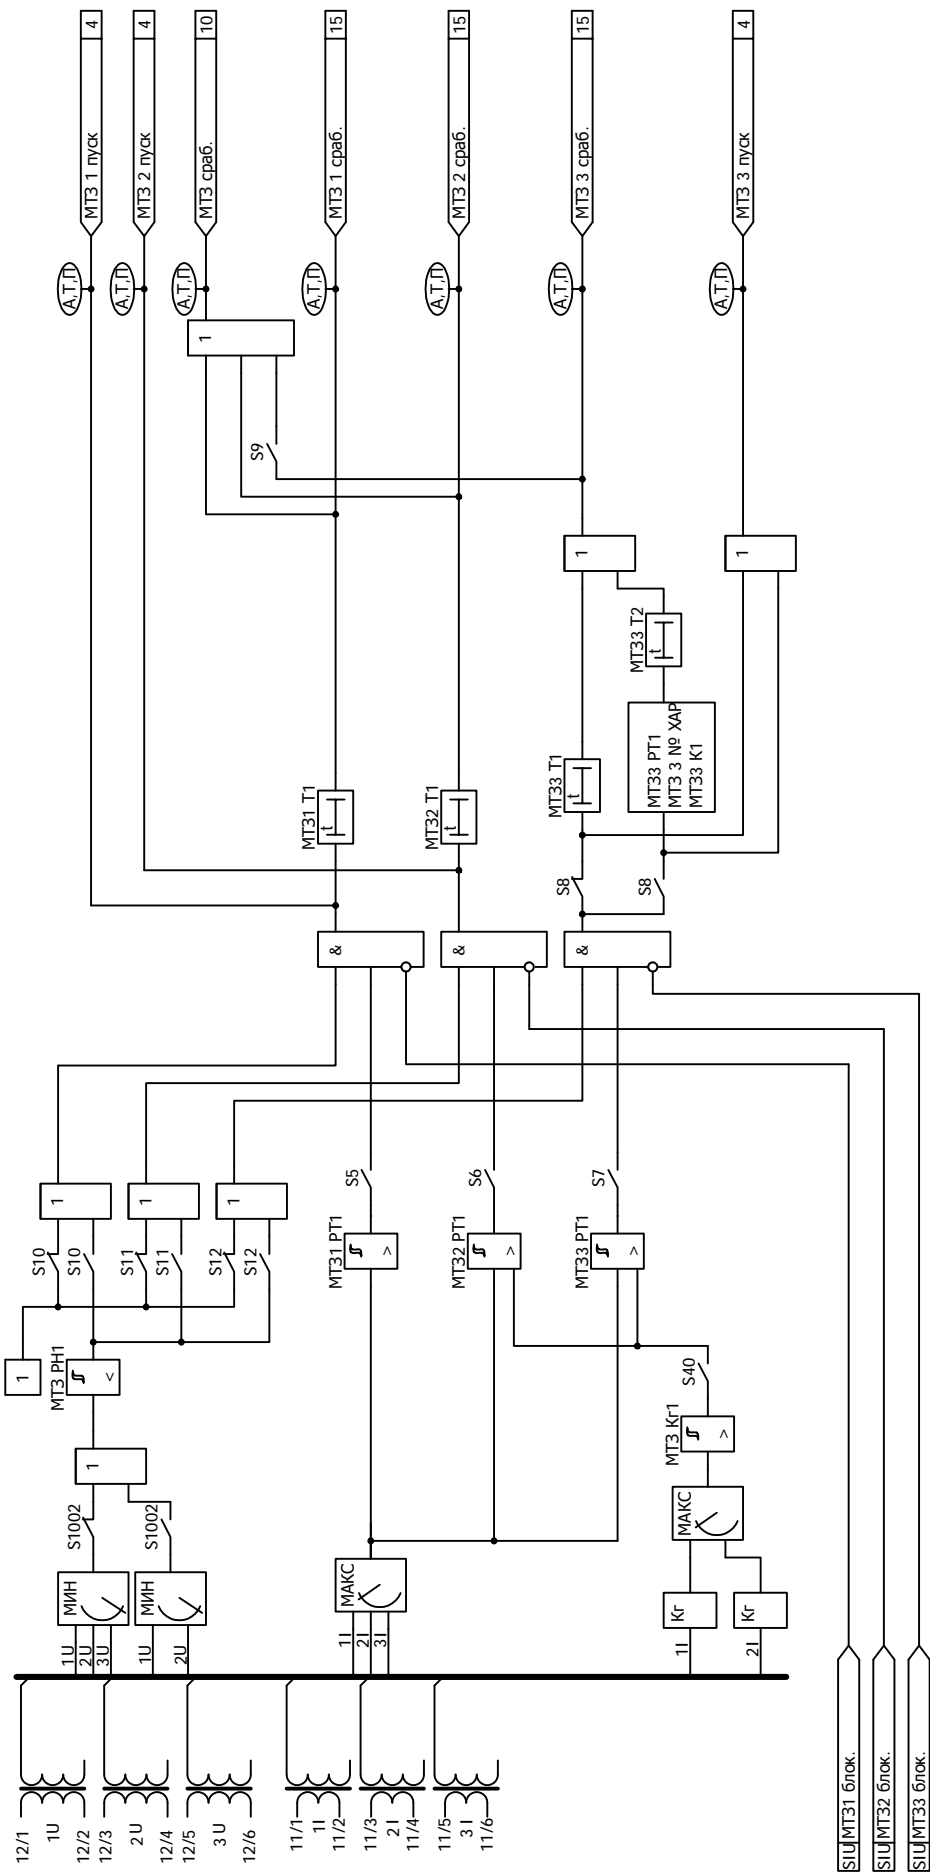 12/1
1U
12/2
12/3
2 U
12/4
12/5
3 U
12/6
11/1
1I
11/2
11/3
2 I
11/4
11/5
3 I
11/6
1U
2 U
3 U
МИН
1U
2U
МИН
S1002
S1002
1
МТЗ РН1
<
1
S10
S10
1
S11
S11
1
S12
S12
1
1I
2I
3I
МАКС
МТЗ1 РТ1
>
S5
МТЗ2 РТ1
>
S6
МТЗ3 РТ1
>
S7
1I
Кг
2I
Кг
МАКС
МТЗ Кг1
>
S40
&
&
&
МТЗ1 Т1
t
МТЗ2 Т1
t
S8
S8
МТЗ3 Т1
t
МТЗ3 РТ1
МТЗ 3 № ХАР
МТЗ3 К1
МТЗ3 Т2
t
1
1
S9
1
А,Т,П
МТЗ 1 пуск
4
А,Т,П
МТЗ 2 пуск
4
А,Т,П
МТЗ сраб.
10
А,Т,П
МТЗ 1 сраб.
15
А,Т,П
МТЗ 2 сраб.
15
А,Т,П
МТЗ 3 сраб.
15
А,Т,П
МТЗ 3 пуск
4
SIU МТЗ1 блок.
SIU МТЗ2 блок.
SIU МТЗ3 блок.